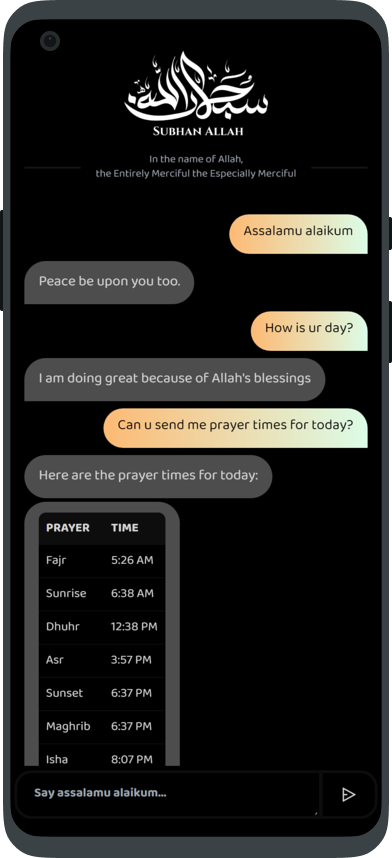 سبحان الله
SUBHAN ALLAH
In the name of Allah,
the Entirely Merciful the Especially Merciful
Assalamu alaikum
Peace be upon you too.
How is ur day?
I am doing great because of Allah's blessings
Can u send me prayer times for today?
Here are the prayer times for today:
PRAYER TIME
Fajr 5:26 AM
Sunrise 6:38 AM
Dhuhr 12:38 PM
Asr 3:57 PM
Sunset 6:37 PM
Maghrib 6:37 PM
Isha 8:07 PM
Say assalamu alaikum...